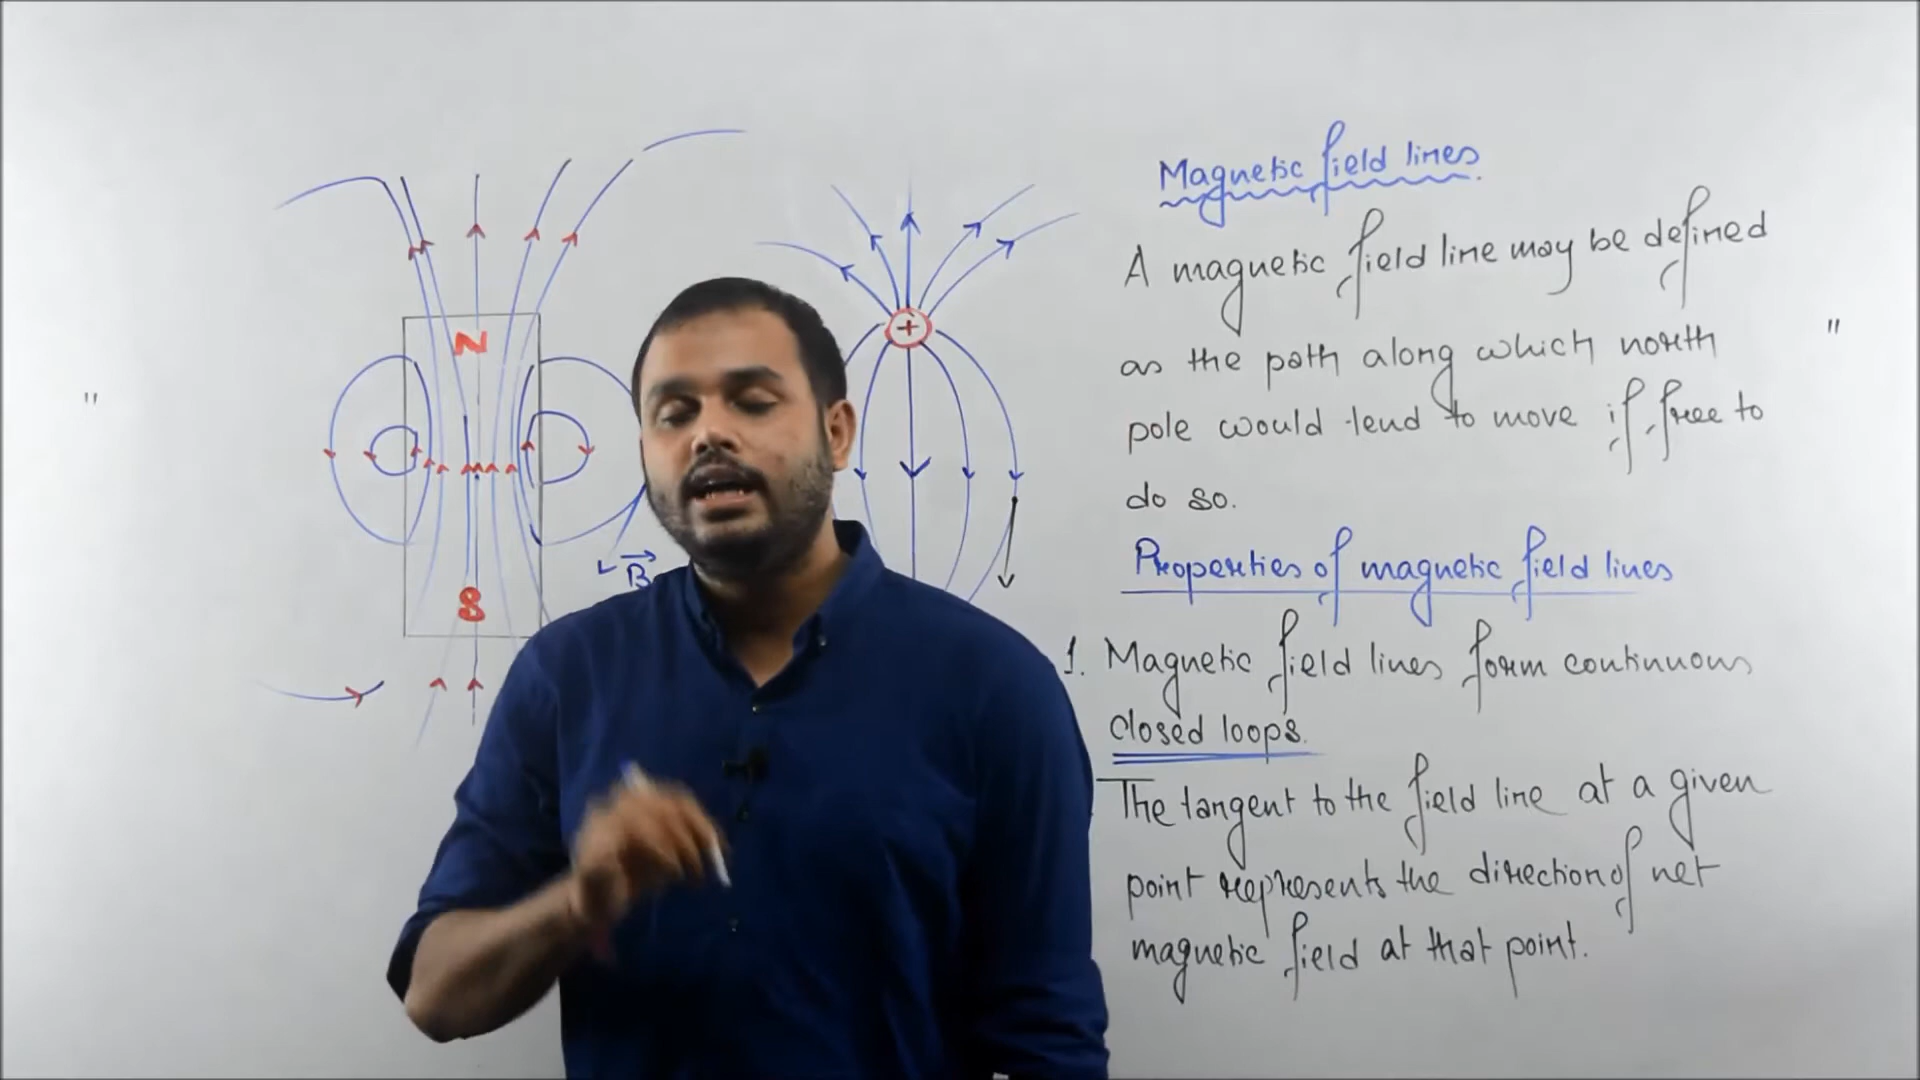 N
S
B
+
"
"
Magnetic field lines
A magnetic field line may be defined
as the path along which north
pole would tend to move if free to
do so.
Properties of magnetic field lines
1. Magnetic field lines form continuous
closed loops.
The tangent to the field line at a given
point represents the direction of net
magnetic field at that point.